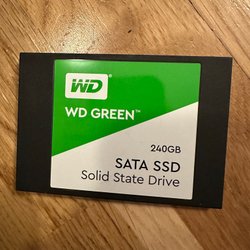 WD
WD GREEN™
240GB
SATA SSD
Solid State Drive